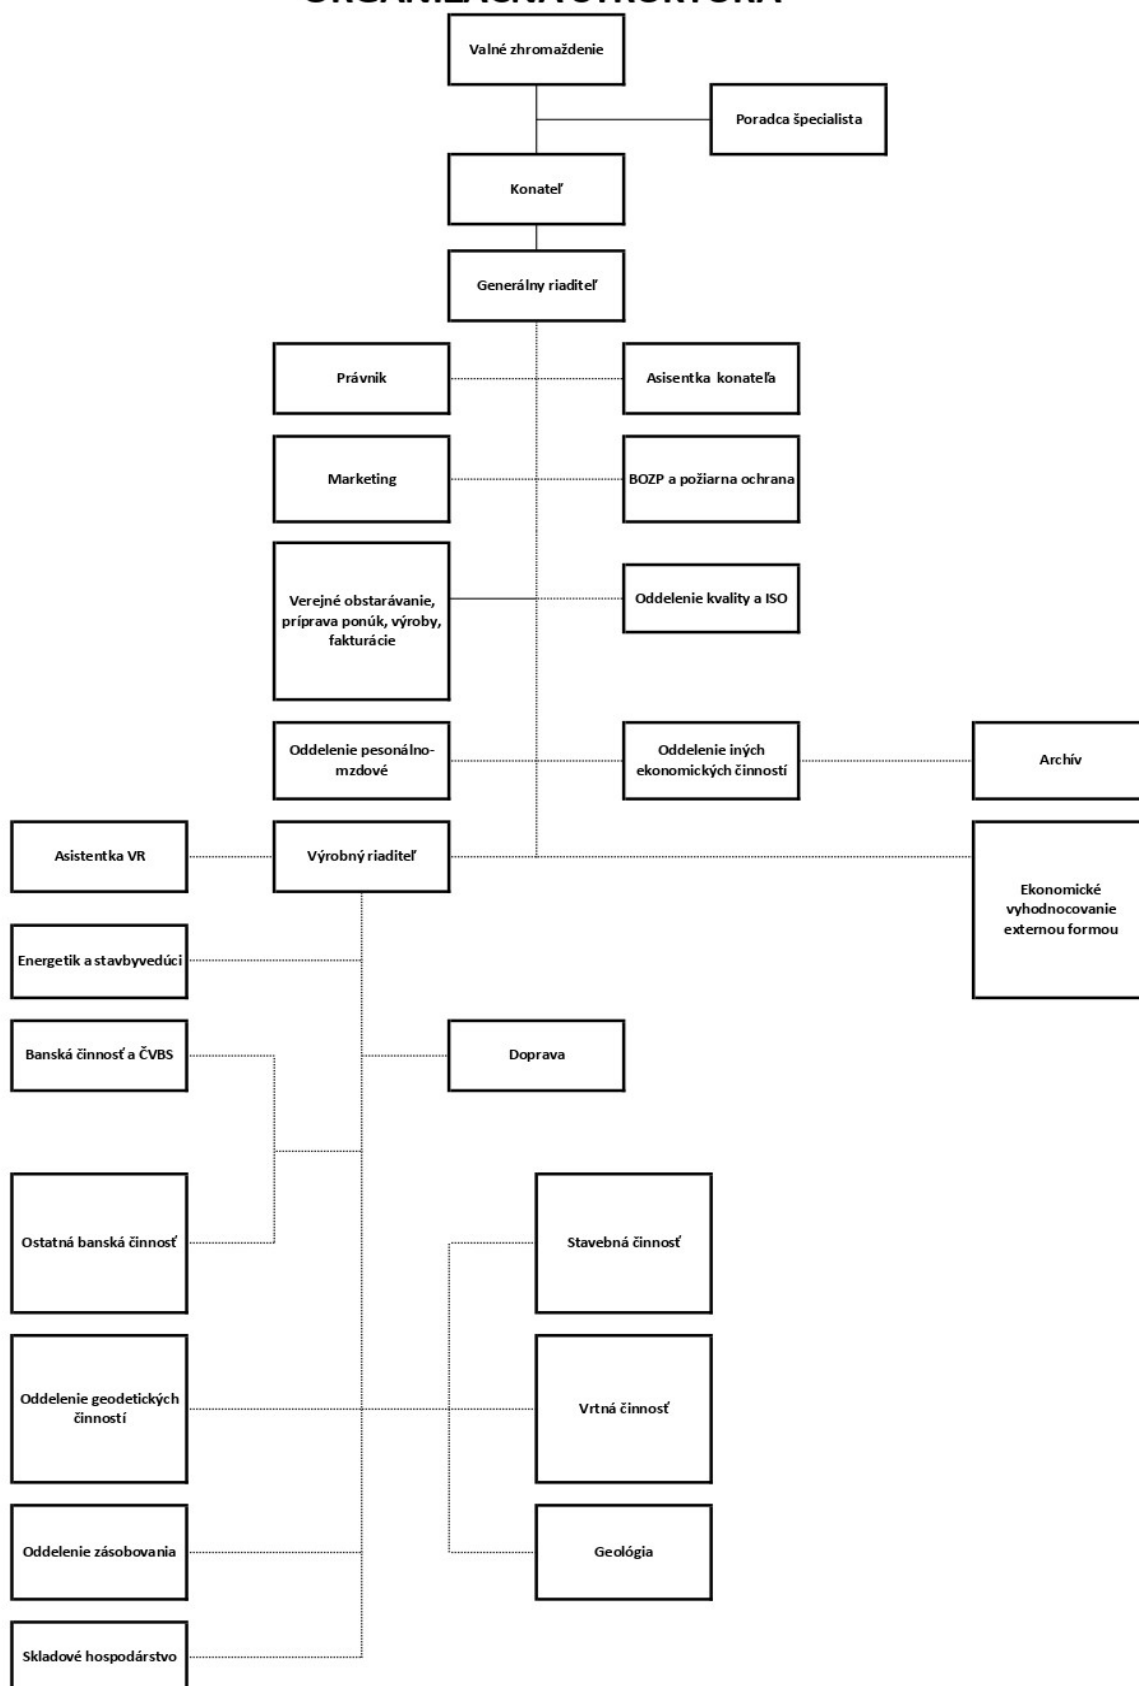 ORGANIZAČNÁ ŠTRUKTÚRA
Valné zhromaždenie
Poradca špecialista
Konateľ
Generálny riaditeľ
Právnik
Asisentka konateľa
Marketing
BOZP a požiarna ochrana
Verejné obstarávanie,
príprava ponúk, výroby,
fakturácie
Oddelenie kvality a ISO
Oddelenie pesonálno-
mzdové
Oddelenie iných
ekonomických činností
Archív
Asistentka VR
Výrobný riaditeľ
Ekonomické
vyhodnocovanie
externou formou
Energetik a stavbyvedúci
Banská činnosť a ČVBS
Doprava
Ostatná banská činnosť
Stavebná činnosť
Oddelenie geodetických
činností
Vrtná činnosť
Oddelenie zásobovania
Geológia
Skladové hospodárstvo